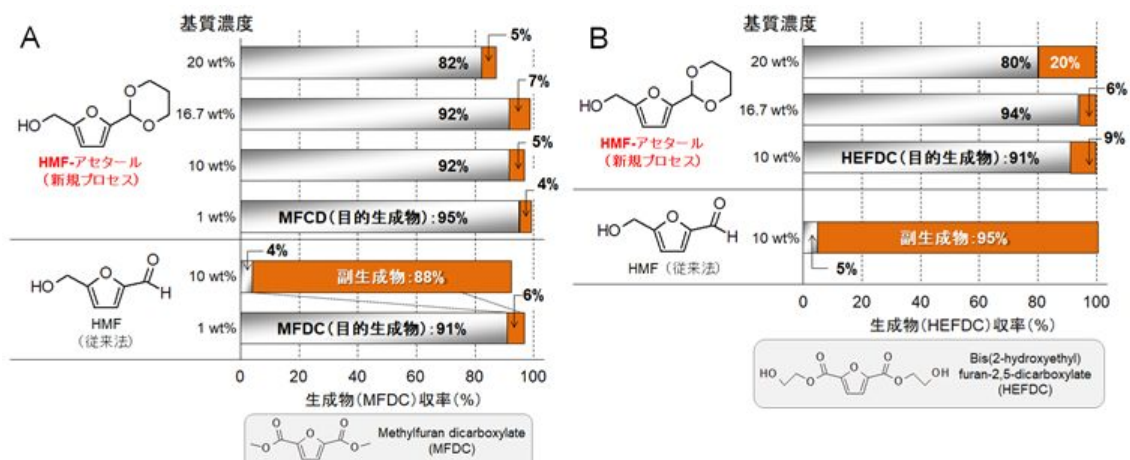 A
基質濃度
20 wt%
82%
5%
16.7 wt%
92%
7%
10 wt%
92%
5%
1 wt%
MFCD(目的生成物):95%
4%
HO
O
O
O
HMF-アセタール
(新規プロセス)
10 wt%
4%
副生成物:88%
1 wt%
MFDC(目的生成物):91%
6%
HO
O
O
H
HMF
(従来法)
0 20 40 60 80 100
生成物(MFDC)収率(%)
O
O
O
O
O
Methylfuran dicarboxylate
(MFDC)
B
基質濃度
20 wt%
80%
20%
16.7 wt%
94%
6%
10 wt%
HEFDC(目的生成物):91%
9%
HO
O
O
O
HMF-アセタール
(新規プロセス)
10 wt%
副生成物:95%
5%
HO
O
O
H
HMF(従来法)
0 20 40 60 80 100
生成物(HEFDC)収率(%)
HO
O
O
O
O
O
OH
Bis(2-hydroxyethyl)
furan-2,5-dicarboxylate
(HEFDC)